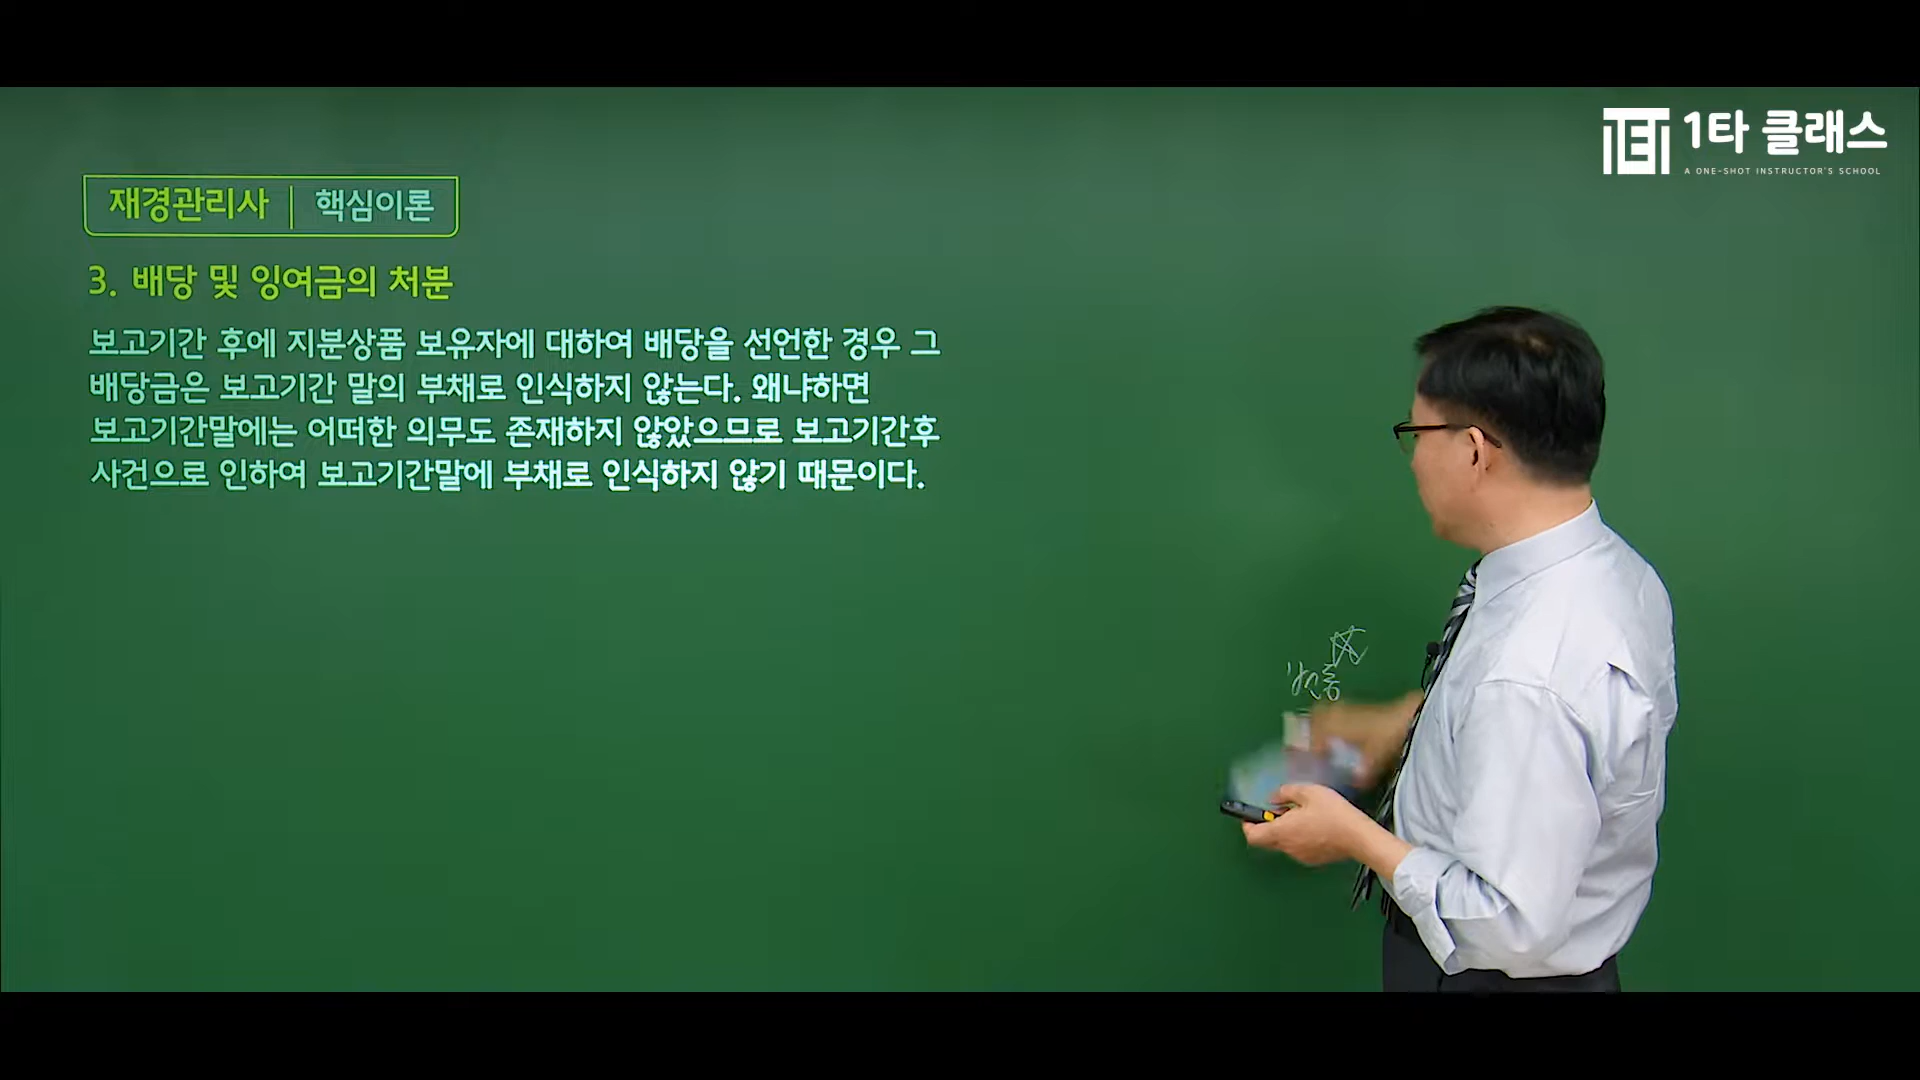 1타 클래스
A ONE-SHOT INSTRUCTOR'S SCHOOL
재경관리사 | 핵심이론
3. 배당 및 잉여금의 처분
보고기간 후에 지분상품 보유자에 대하여 배당을 선언한 경우 그
배당금은 보고기간 말의 부채로 인식하지 않는다. 왜냐하면
보고기간말에는 어떠한 의무도 존재하지 않았으므로 보고기간후
사건으로 인하여 보고기간말에 부채로 인식하지 않기 때문이다.